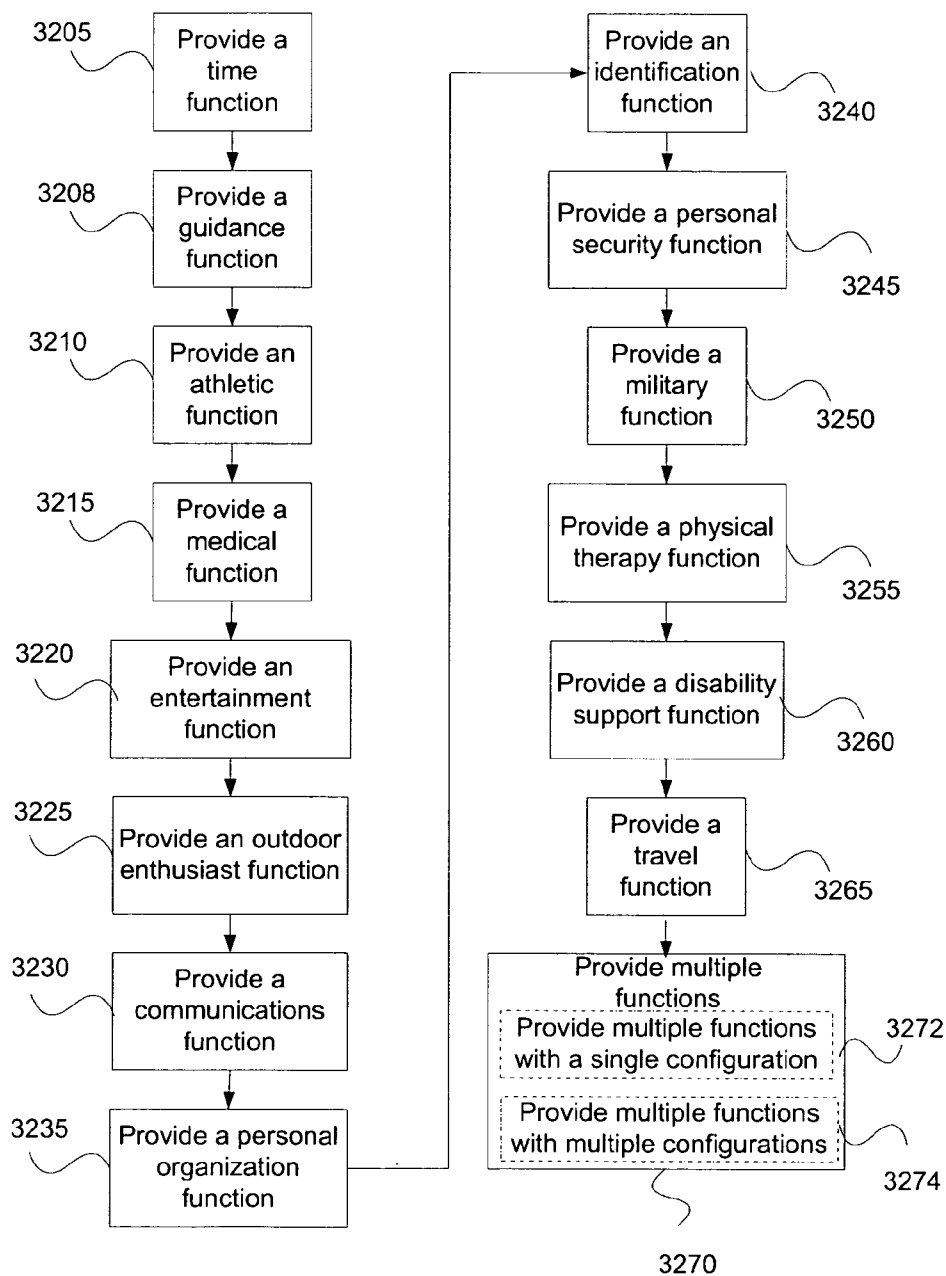 3205
Provide a
time
function
3208
Provide a
guidance
function
3210
Provide an
athletic
function
3215
Provide a
medical
function
3220
Provide an
entertainment
function
3225
Provide an outdoor
enthusiast function
3230
Provide a
communications
function
3235
Provide a personal
organization
function
Provide an
identification
function
3240
Provide a personal
security function
3245
Provide a
military
function
3250
Provide a physical
therapy function
3255
Provide a disability
support function
3260
Provide a
travel
function
3265
Provide multiple
functions
Provide multiple functions
with a single configuration
3272
Provide multiple functions
with multiple configurations
3274
3270